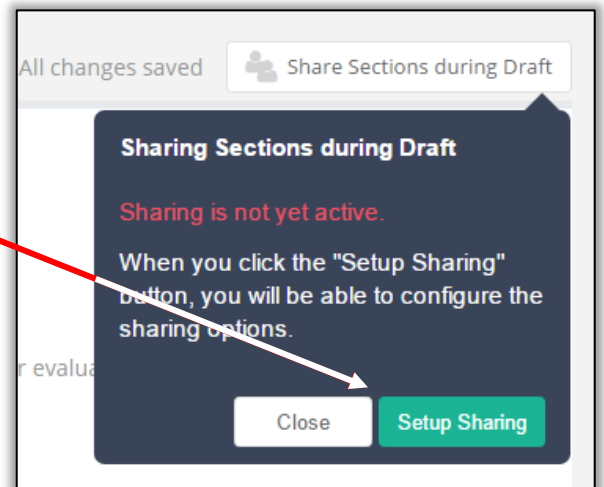 All changes saved Share Sections during Draft
Sharing Sections during Draft
Sharing is not yet active.
When you click the "Setup Sharing"
button, you will be able to configure the
sharing options.
r evalua
Close Setup Sharing